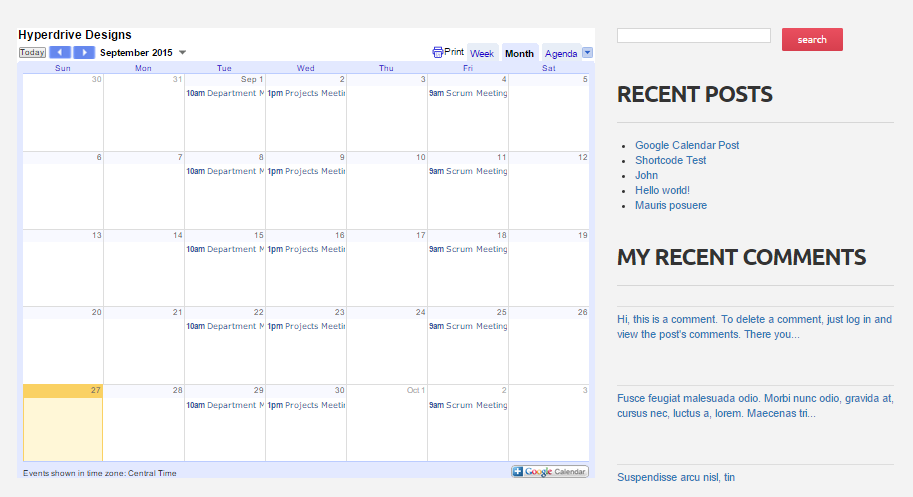 Hyperdrive Designs
Today
September 2015
Print
Week
Month
Agenda
Sun Mon Tue Wed Thu Fri Sat
30 31 Sep 1 2 3 4 5
10am Department M 1pm Projects Meetin 9am Scrum Meeting
6 7 8 9 10 11 12
10am Department M 1pm Projects Meetin 9am Scrum Meeting
13 14 15 16 17 18 19
10am Department M 1pm Projects Meetin 9am Scrum Meeting
20 21 22 23 24 25 26
10am Department M 1pm Projects Meetin 9am Scrum Meeting
27 28 29 30 Oct 1 2 3
10am Department M 1pm Projects Meetin 9am Scrum Meeting
Events shown in time zone: Central Time
Google Calendar
search
RECENT POSTS
Google Calendar Post
Shortcode Test
John
Hello world!
Mauris posuere
MY RECENT COMMENTS
Hi, this is a comment. To delete a comment, just log in and
view the post's comments. There you...
Fusce feugiat malesuada odio. Morbi nunc odio, gravida at,
cursus nec, luctus a, lorem. Maecenas tri...
Suspendisse arcu nisl, tin